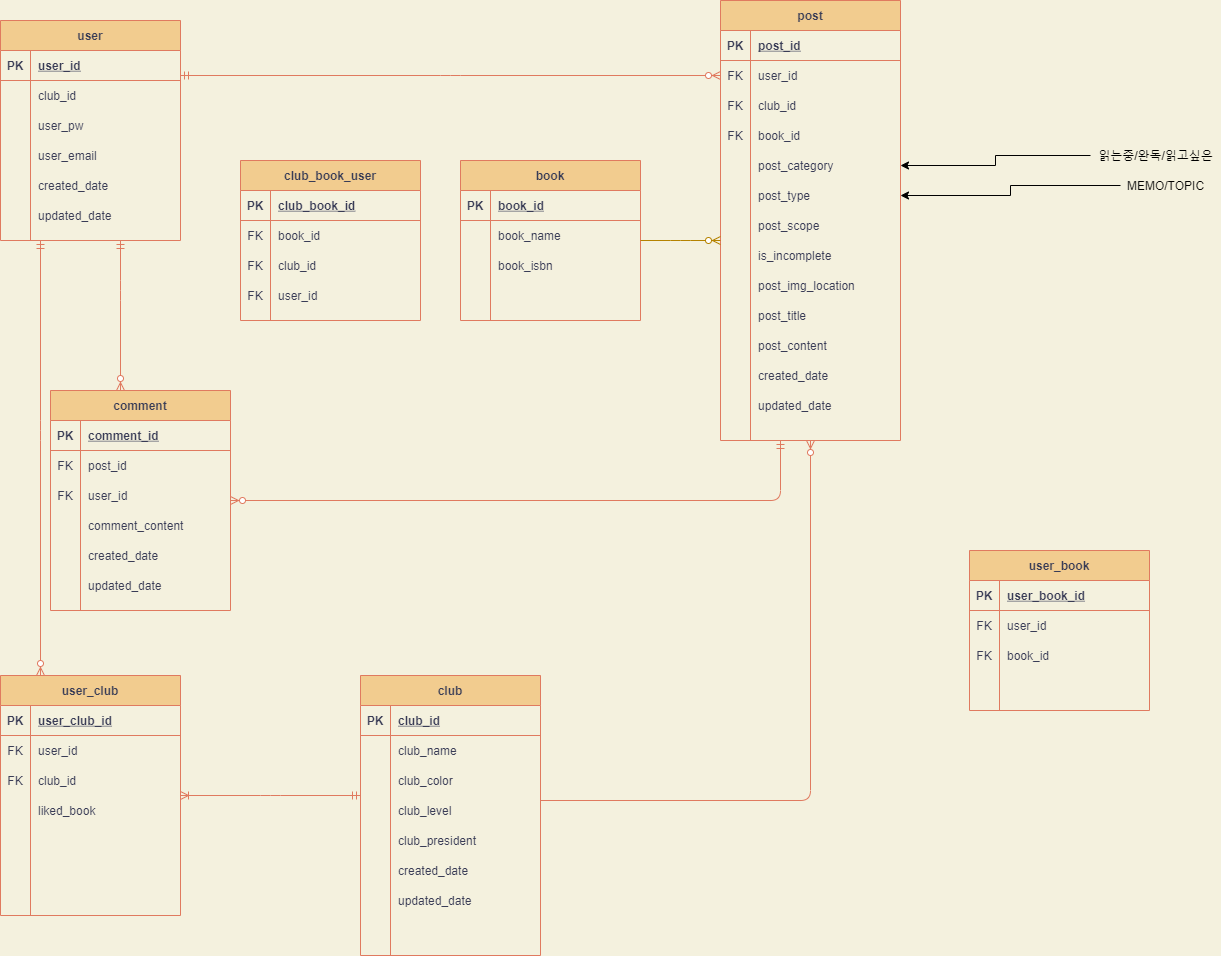 user
PK user_id
club_id
user_pw
user_email
created_date
updated_date
club_book_user
PK club_book_id
FK book_id
FK club_id
FK user_id
book
PK book_id
book_name
book_isbn
post
PK post_id
FK user_id
FK club_id
FK book_id
post_category
post_type
post_scope
is_incomplete
post_img_location
post_title
post_content
created_date
updated_date
읽는중/완독/읽고싶은
MEMO/TOPIC
comment
PK comment_id
FK post_id
FK user_id
comment_content
created_date
updated_date
user_book
PK user_book_id
FK user_id
FK book_id
user_club
PK user_club_id
FK user_id
FK club_id
liked_book
club
PK club_id
club_name
club_color
club_level
club_president
created_date
updated_date